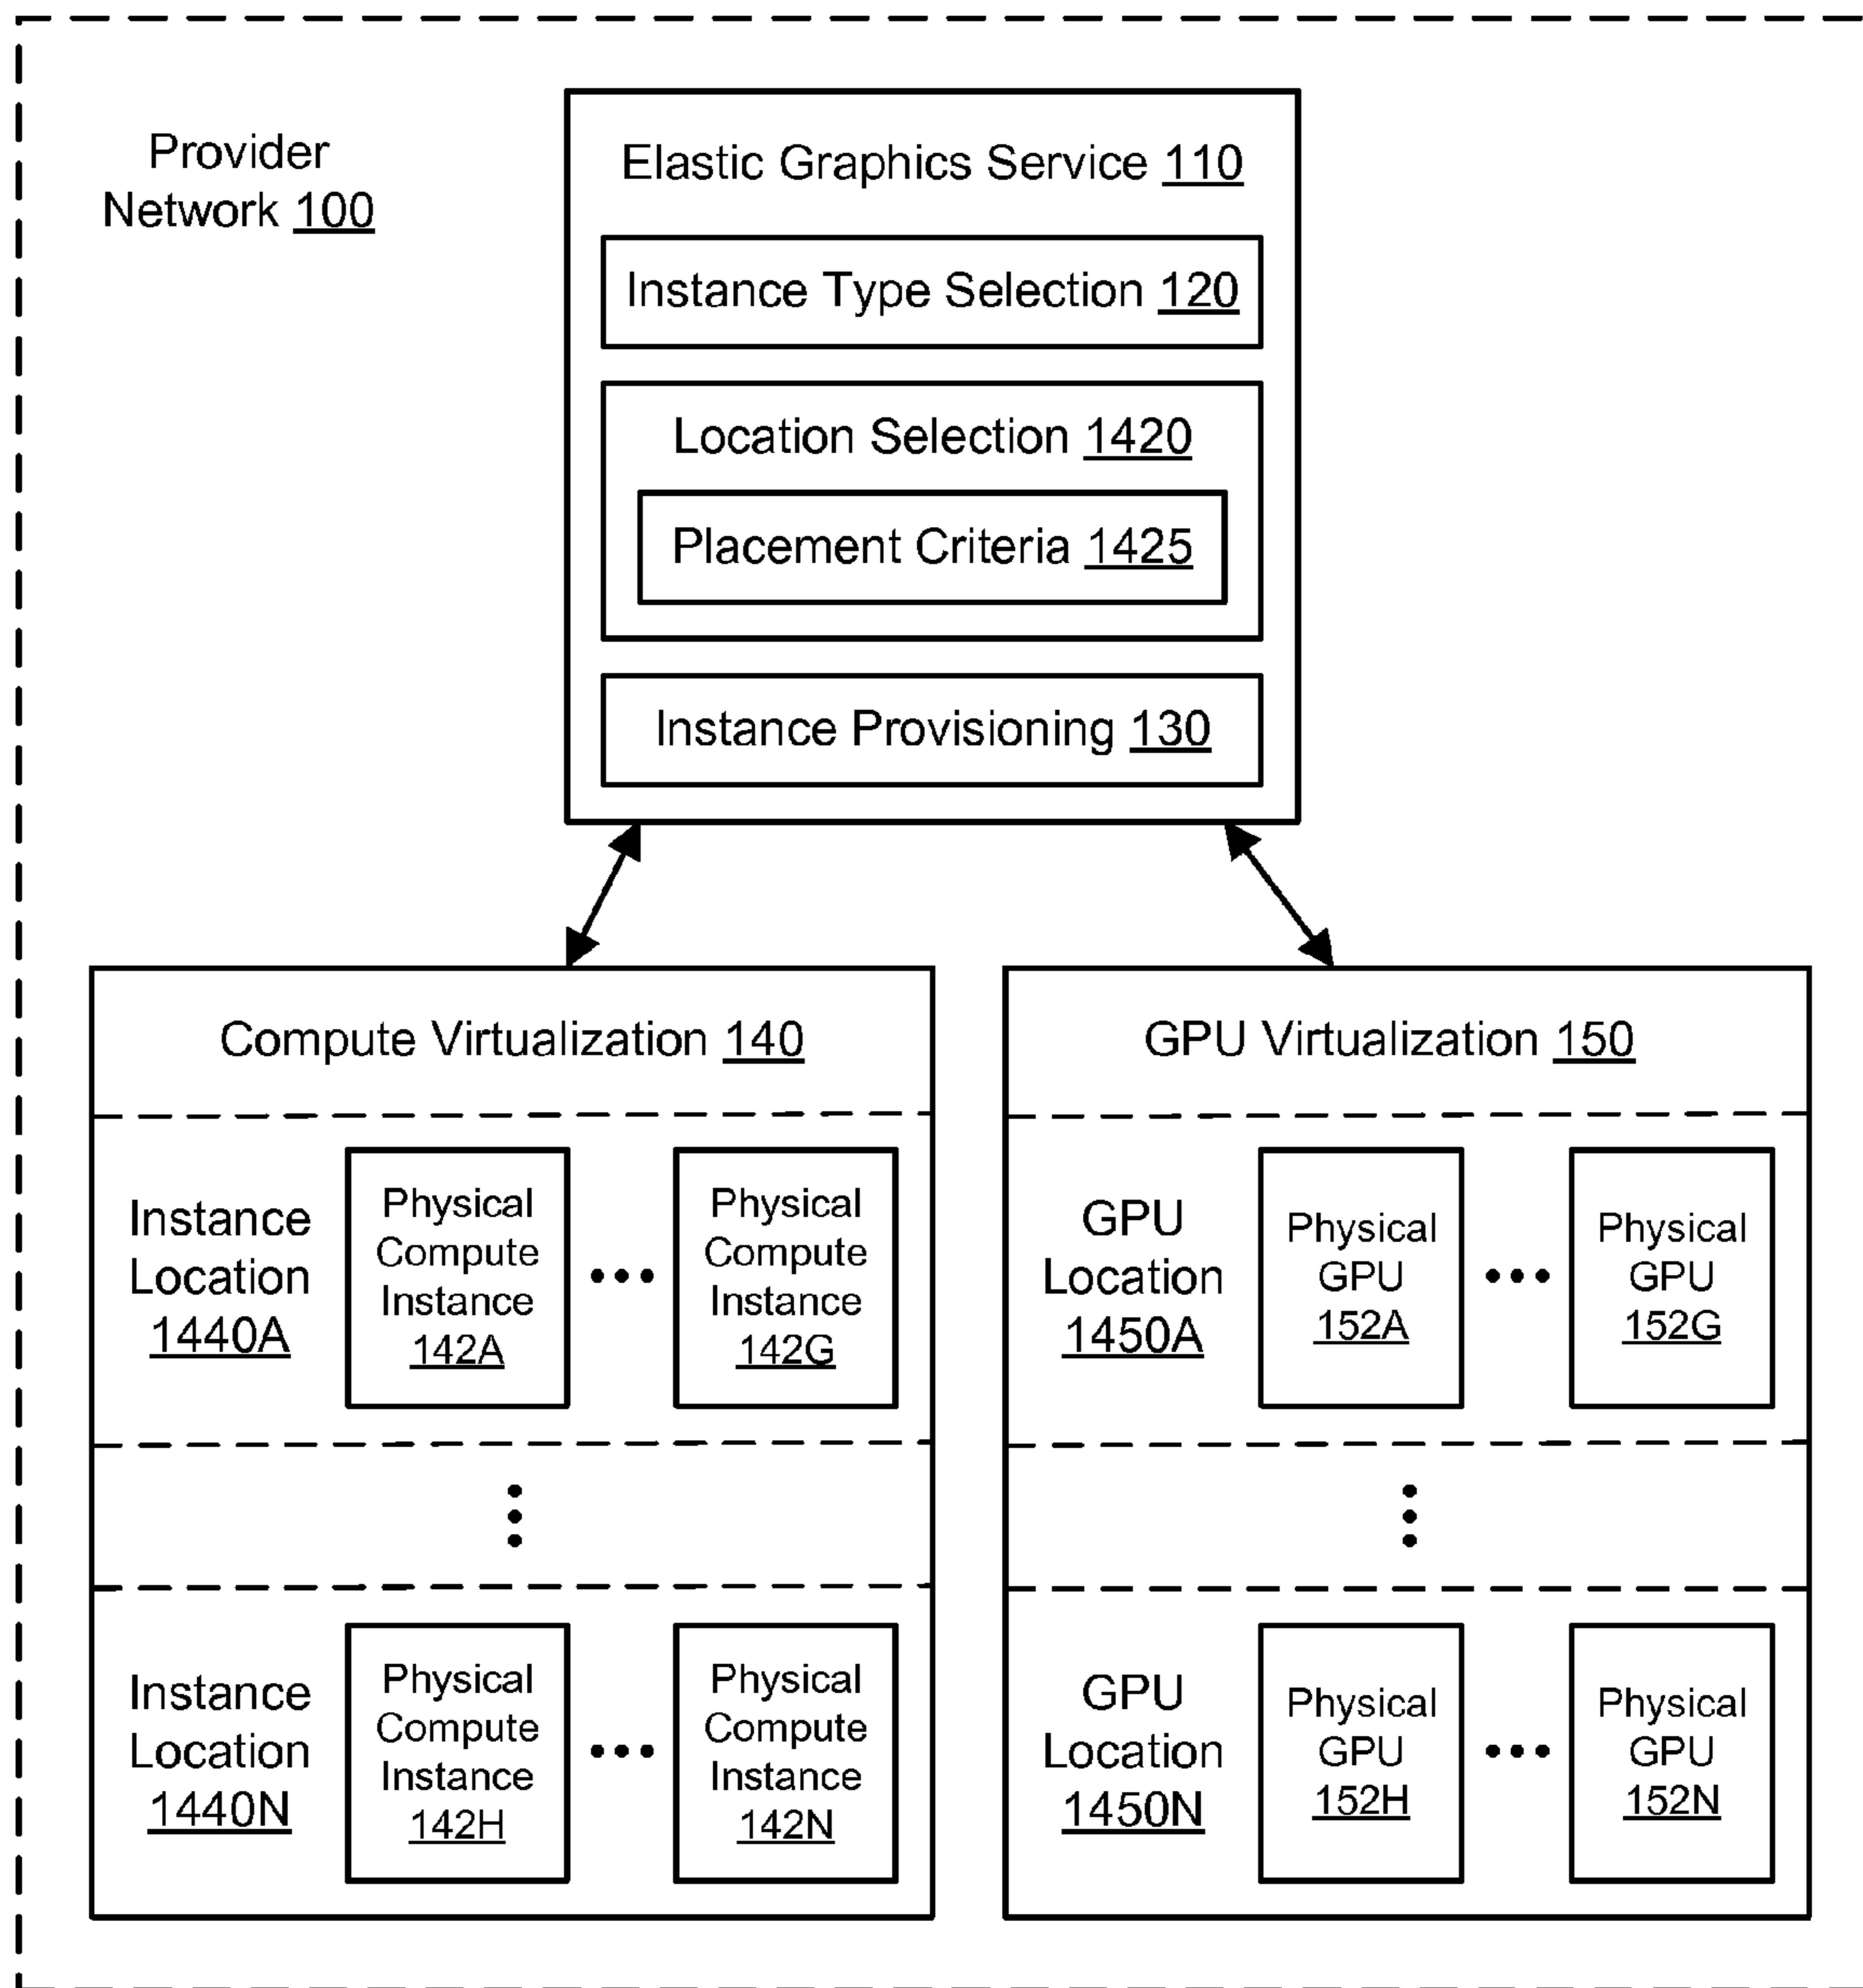 Provider
Network 100
Elastic Graphics Service 110
Instance Type Selection 120
Location Selection 1420
Placement Criteria 1425
Instance Provisioning 130
Compute Virtualization 140
Instance
Location
1440A
Physical
Compute
Instance
142A
Physical
Compute
Instance
142G
Instance
Location
1440N
Physical
Compute
Instance
142H
Physical
Compute
Instance
142N
GPU Virtualization 150
GPU
Location
1450A
Physical
GPU
152A
Physical
GPU
152G
GPU
Location
1450N
Physical
GPU
152H
Physical
GPU
152N